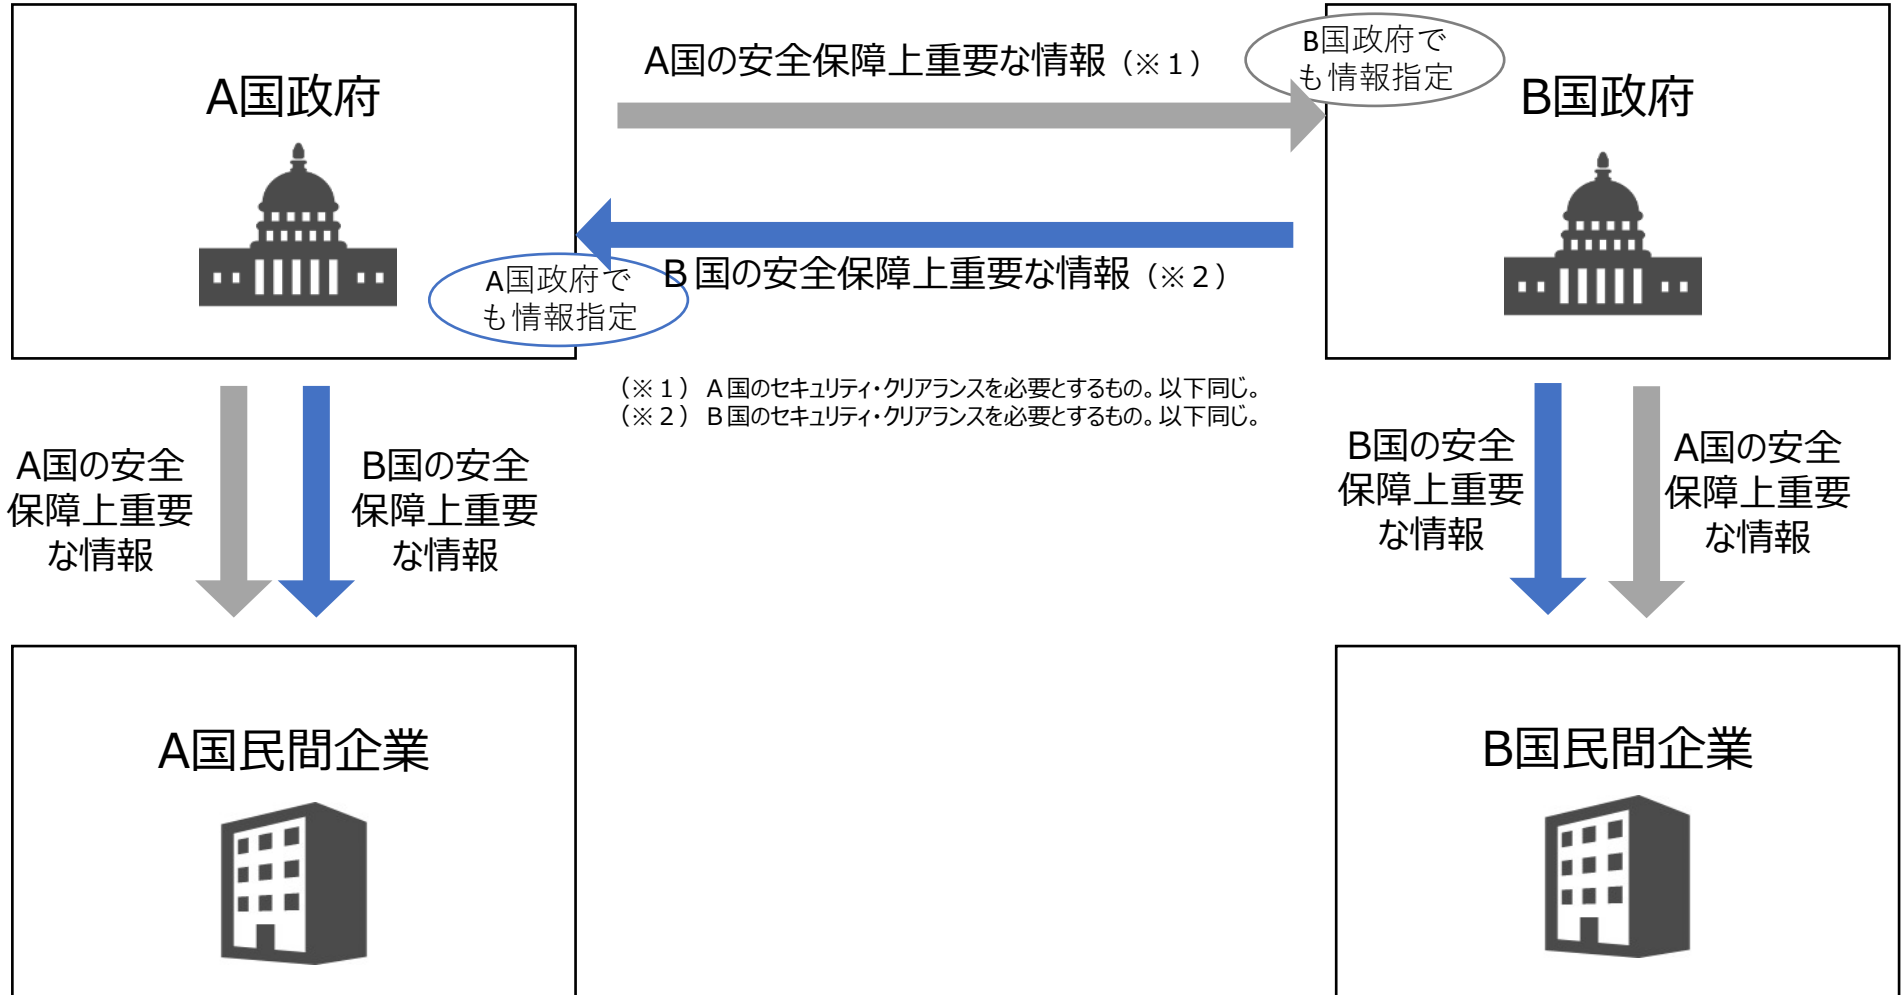 A国政府
A国の安全保障上重要な情報（※１）
B国政府で
も情報指定
B国政府
A国政府で
も情報指定
Ｂ国の安全保障上重要な情報（※２）
（※１）Ａ国のセキュリティ・クリアランスを必要とするもの。以下同じ。
（※２）Ｂ国のセキュリティ・クリアランスを必要とするもの。以下同じ。
A国の安全
保障上重要
な情報
B国の安全
保障上重要
な情報
B国の安全
保障上重要
な情報
A国の安全
保障上重要
な情報
A国民間企業
B国民間企業